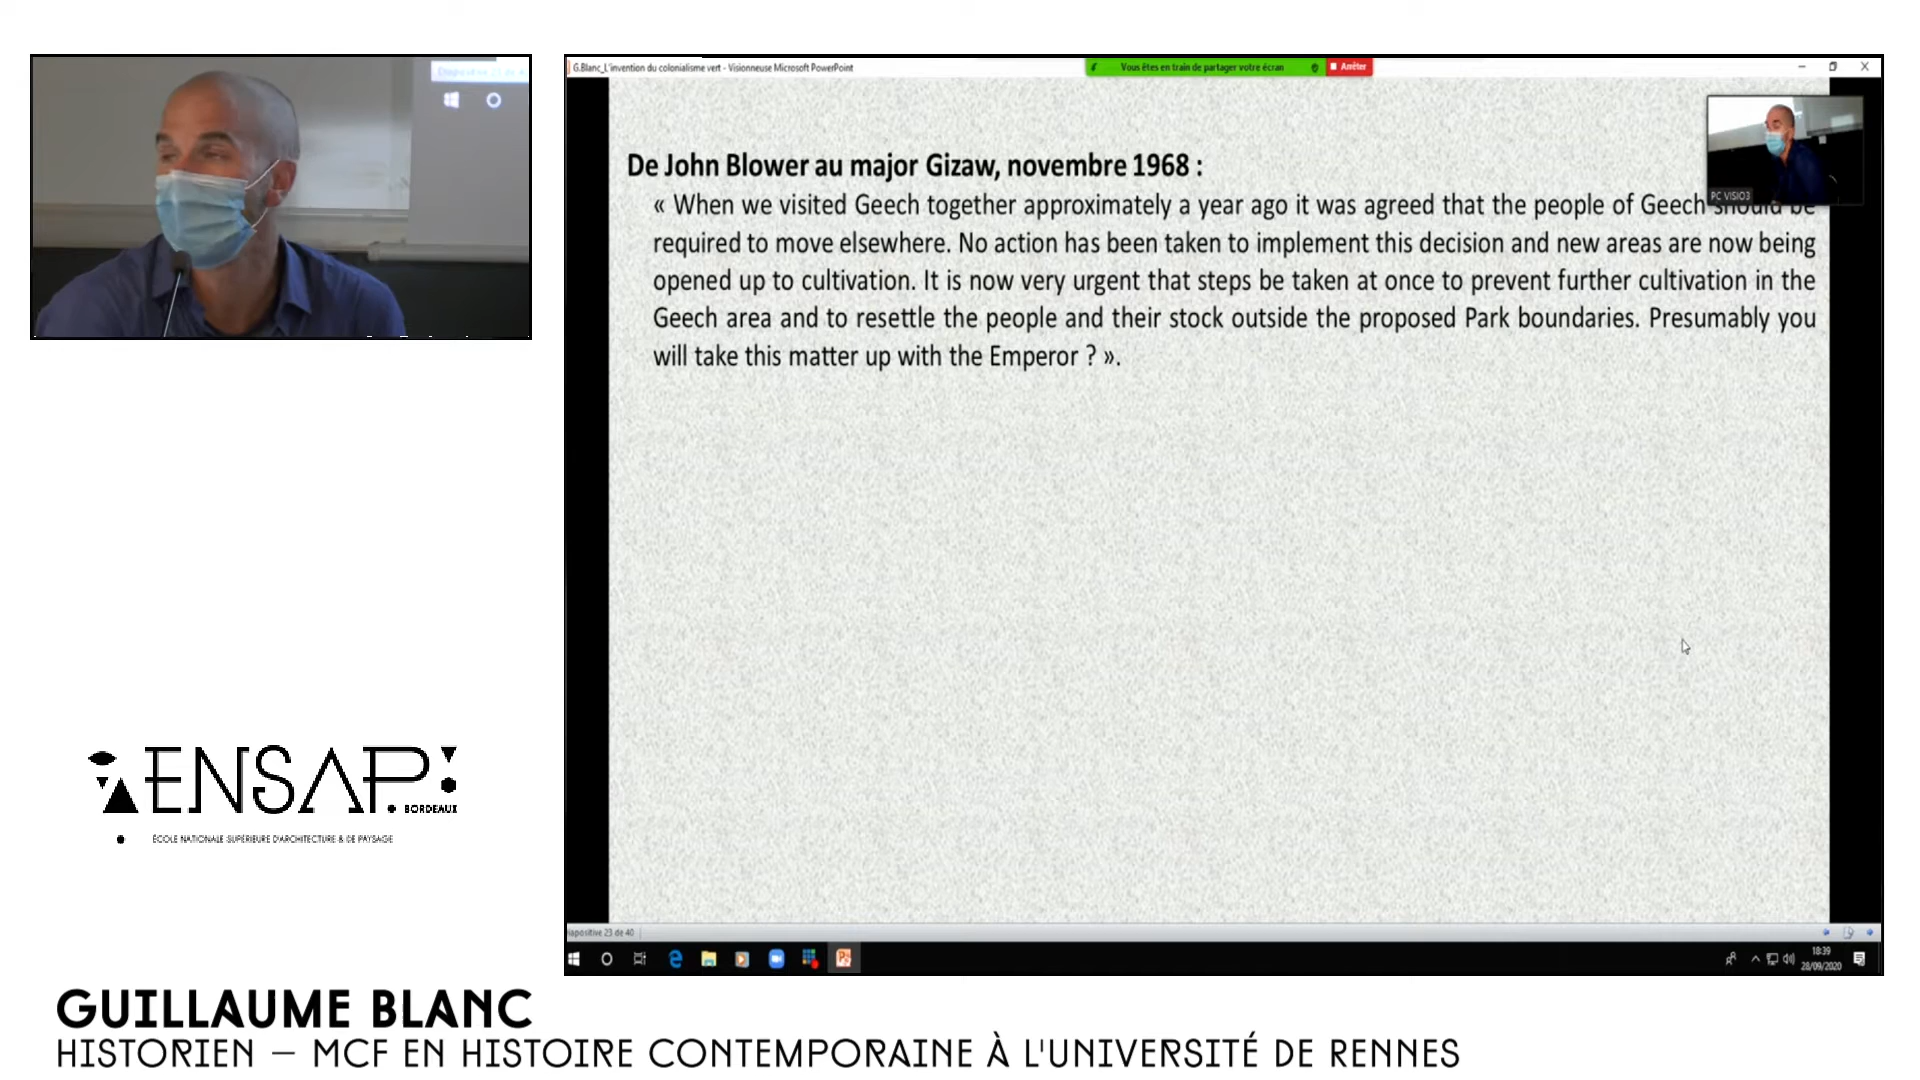 G.Blanc_L'invention du colonialisme vert - Visionneuse Microsoft PowerPoint
Vous êtes en train de partager votre écran
Arrêter
PC VISIO3
De John Blower au major Gizaw, novembre 1968 :
« When we visited Geech together approximately a year ago it was agreed that the people of Geech should be
required to move elsewhere. No action has been taken to implement this decision and new areas are now being
opened up to cultivation. It is now very urgent that steps be taken at once to prevent further cultivation in the
Geech area and to resettle the people and their stock outside the proposed Park boundaries. Presumably you
will take this matter up with the Emperor ? ».
iapositive 23 de 40
18:39
28/09/2020
ENSAP
BORDEAUX
ÉCOLE NATIONALE SUPÉRIEURE D'ARCHITECTURE & DE PAYSAGE
GUILLAUME BLANC
HISTORIEN – MCF EN HISTOIRE CONTEMPORAINE À L'UNIVERSITÉ DE RENNES